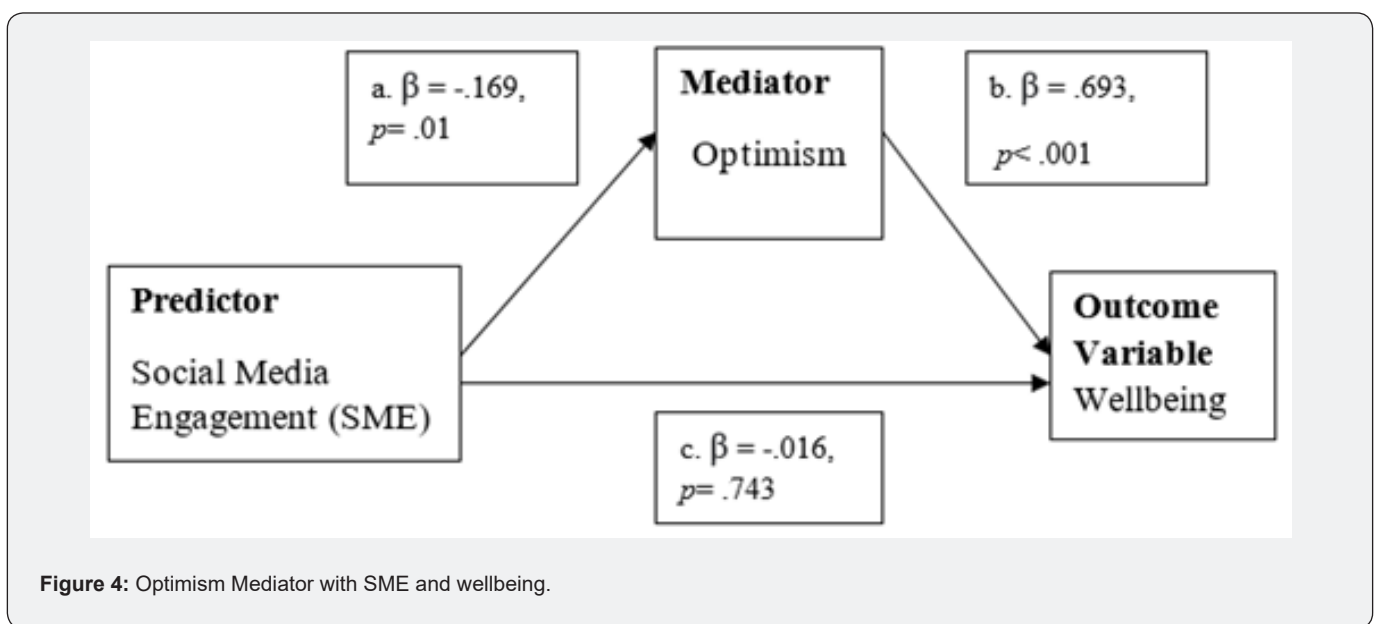 a. β = -.169,
p= .01
Mediator
Optimism
b. β = .693,
p< .001
Predictor
Social Media
Engagement (SME)
Outcome
Variable
Wellbeing
c. β = -.016,
p= .743
Figure 4: Optimism Mediator with SME and wellbeing.